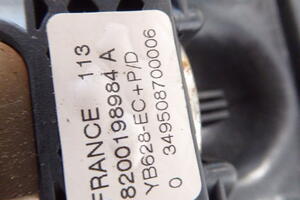 FRANCE 113
8200198984 A
YB628-EC+P/D
0 349508700006